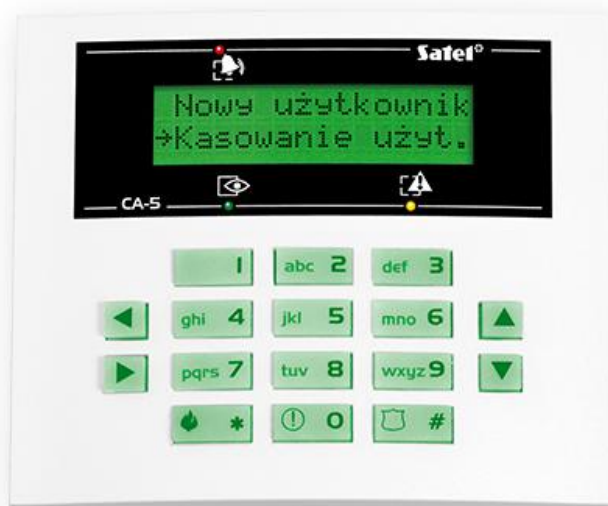 Satel
Nowy użytkownik
→Kasowanie użyt.
CA-5
1 abc 2 def 3
ghi 4 jkl 5 mno 6
pqrs 7 tuv 8 wxyz 9
* 0 #